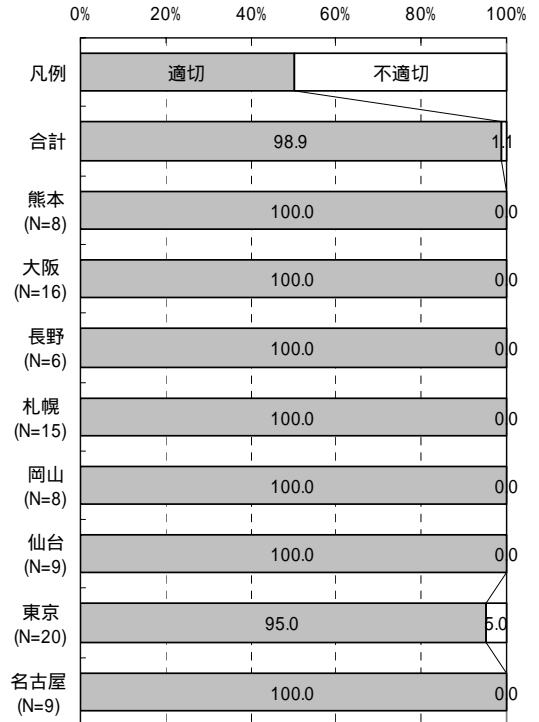 0% 20% 40% 60% 80% 100%
凡例 適切 不適切
合計 98.9 1.1
熊本 100.0 0.0
(N=8)
大阪 100.0 0.0
(N=16)
長野 100.0 0.0
(N=6)
札幌 100.0 0.0
(N=15)
岡山 100.0 0.0
(N=8)
仙台 100.0 0.0
(N=9)
東京 95.0 5.0
(N=20)
名古屋 100.0 0.0
(N=9)